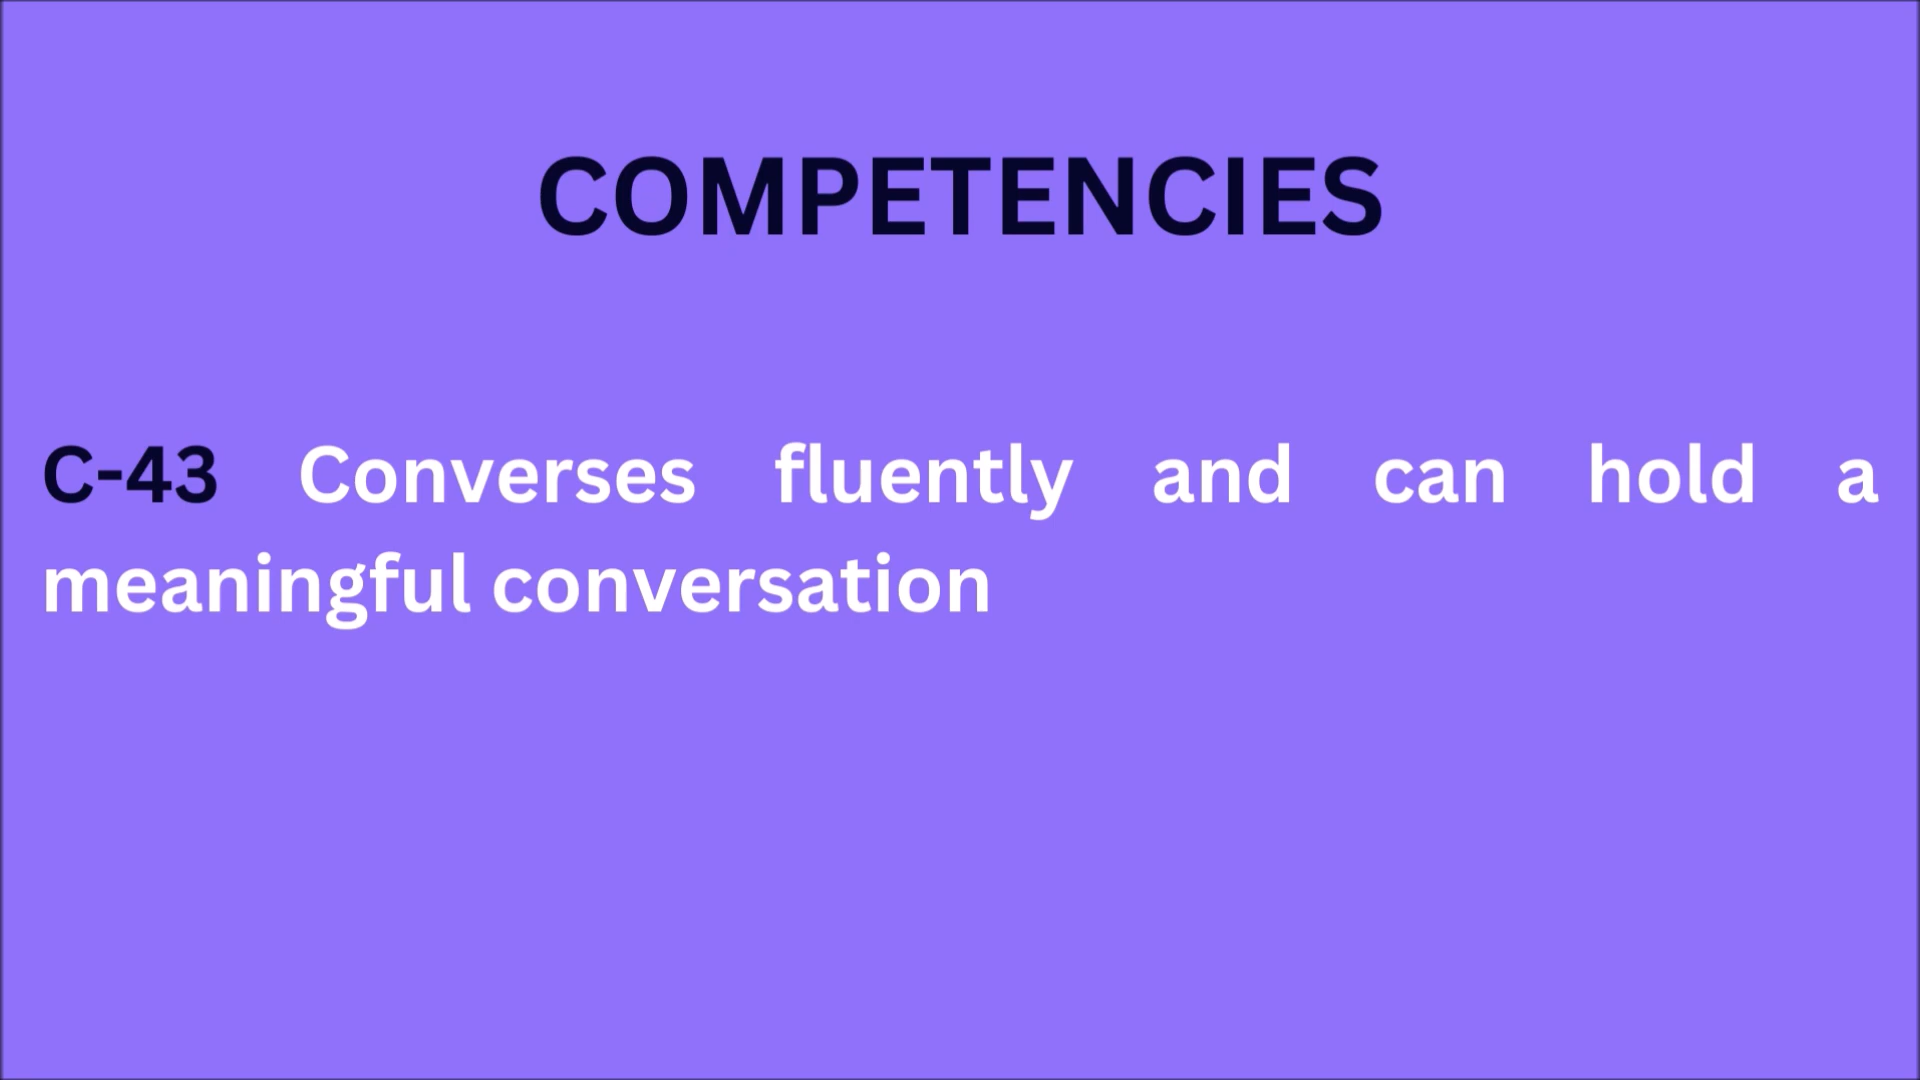 COMPETENCIES
C-43 Converses fluently and can hold a
meaningful conversation